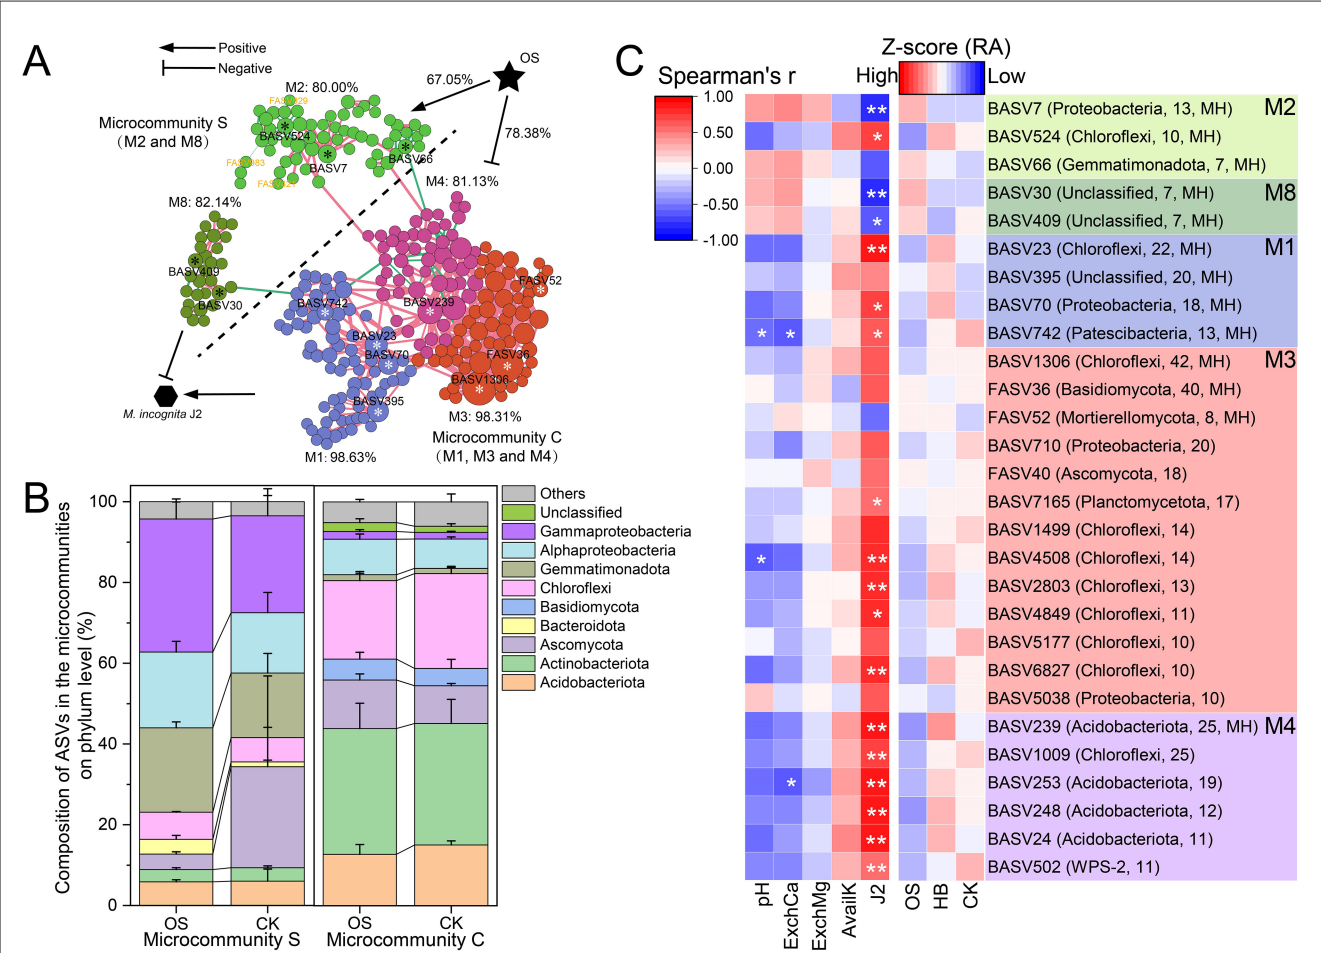 A
Positive
Negative
OS
67.05%
78.38%
M2: 80.00%
Microcommunity S
(M2 and M8)
BASV524
BASV7
BASV66
M4: 81.13%
M8: 82.14%
BASV409
BASV30
BASV742
BASV239
FASV52
BASV23
BASV70
FASV36
BASV1306
BASV395
M. incognita J2
M3: 98.31%
Microcommunity C
(M1, M3 and M4)
M1: 98.63%
B
Composition of ASVs in the microcommunities
on phylum level (%)
100
80
60
40
20
0
OS
CK
OS
CK
Microcommunity S
Microcommunity C
Others
Unclassified
Gammaproteobacteria
Alphaproteobacteria
Gemmatimonadota
Chloroflexi
Basidiomycota
Bacteroidota
Ascomycota
Actinobacteriota
Acidobacteriota
C
Spearman's r
1.00
0.50
0.00
-0.50
-1.00
Z-score (RA)
High
Low
BASV7 (Proteobacteria, 13, MH) M2
BASV524 (Chloroflexi, 10, MH)
BASV66 (Gemmatimonadota, 7, MH)
BASV30 (Unclassified, 7, MH) M8
BASV409 (Unclassified, 7, MH)
BASV23 (Chloroflexi, 22, MH) M1
BASV395 (Unclassified, 20, MH)
BASV70 (Proteobacteria, 18, MH)
BASV742 (Patescibacteria, 13, MH)
BASV1306 (Chloroflexi, 42, MH) M3
FASV36 (Basidiomycota, 40, MH)
FASV52 (Mortierellomycota, 8, MH)
BASV710 (Proteobacteria, 20)
FASV40 (Ascomycota, 18)
BASV7165 (Planctomycetota, 17)
BASV1499 (Chloroflexi, 14)
BASV4508 (Chloroflexi, 14)
BASV2803 (Chloroflexi, 13)
BASV4849 (Chloroflexi, 11)
BASV5177 (Chloroflexi, 10)
BASV6827 (Chloroflexi, 10)
BASV5038 (Proteobacteria, 10)
BASV239 (Acidobacteriota, 25, MH) M4
BASV1009 (Chloroflexi, 25)
BASV253 (Acidobacteriota, 19)
BASV248 (Acidobacteriota, 12)
BASV24 (Acidobacteriota, 11)
BASV502 (WPS-2, 11)
pH
ExchCa
ExchMg
AvailK
J2
OS
HB
CK